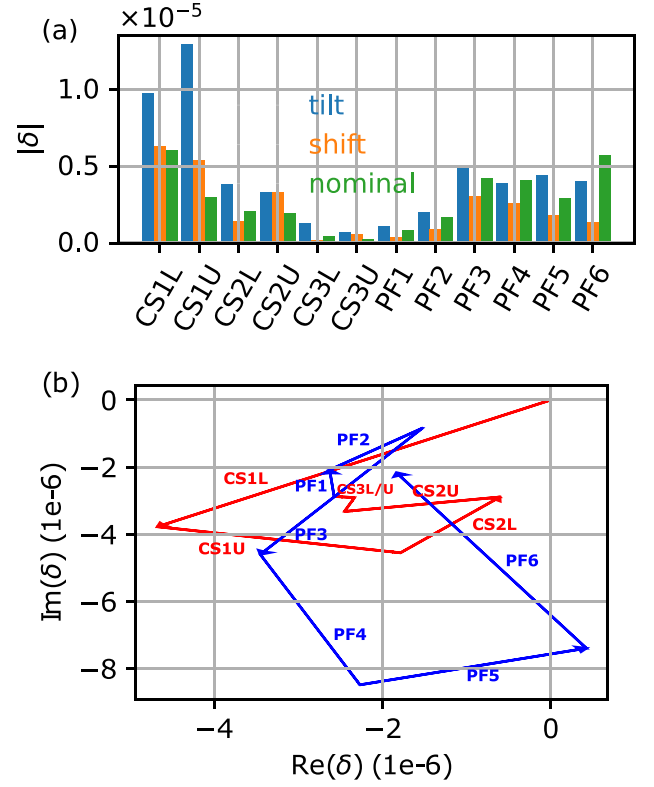 (a)
×10⁻⁵
|δ|
1.0
0.5
0.0
tilt
shift
nominal
CS1L
CS1U
CS2L
CS2U
CS3L
CS3U
PF1
PF2
PF3
PF4
PF5
PF6
(b)
Im(δ) (1e-6)
0
−2
−4
−6
−8
PF2
CS1L
PF1
CS3L/U
CS2U
CS1U
PF3
CS2L
PF6
PF4
PF5
−4
−2
0
Re(δ) (1e-6)